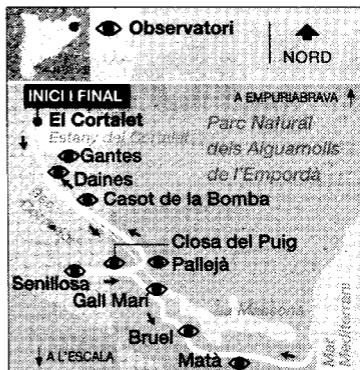 Observatori
NORD
INICI I FINAL
A EMPURIABRAVA
El Cortalet
Estany del Cortalet
Parc Natural
dels Aiguamolls
de l'Empordà
Gantes
Daines
Casot de la Bomba
Closa del Puig
Pallejà
Senillosa
Gall Marí
La Massona
Bruel
Matà
A L'ESCALA
Mar
Mediterrani